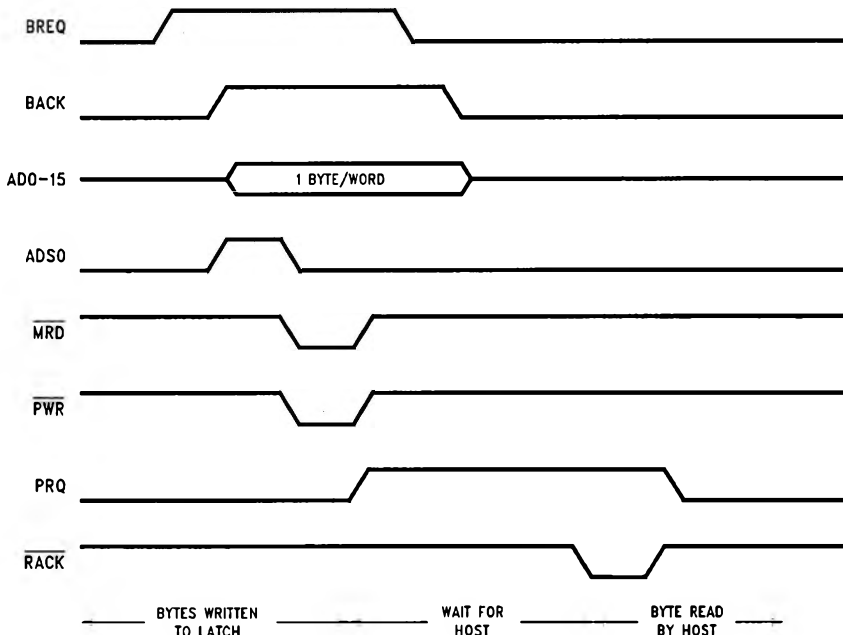 BREQ
BACK
AD0-15
1 BYTE/WORD
ADS0
MRD
PWR
PRQ
RACK
BYTES WRITTEN
TO LATCH
WAIT FOR
HOST
BYTE READ
BY HOST